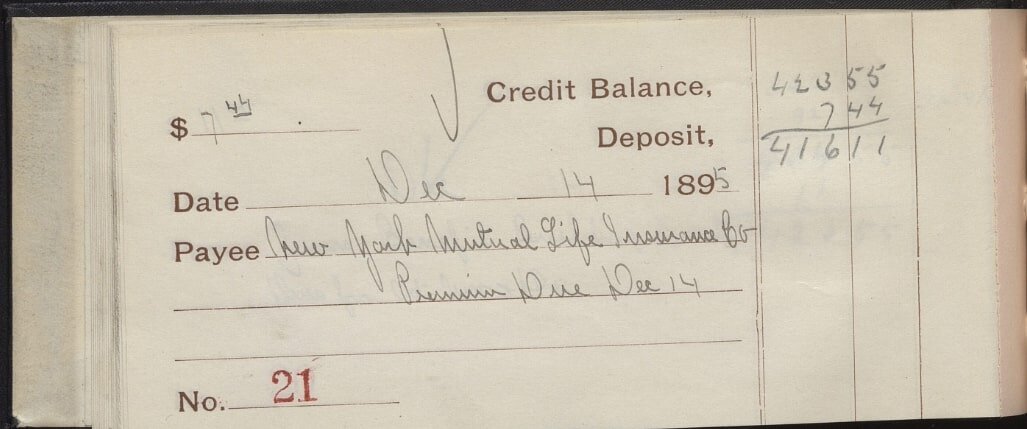 Credit Balance, 423 55
$ 7 44 7 44
Deposit, 416 11
Date Dec 14 1895
Payee New York Mutual Life Insurance Co
Premium Due Dec 14
No. 21